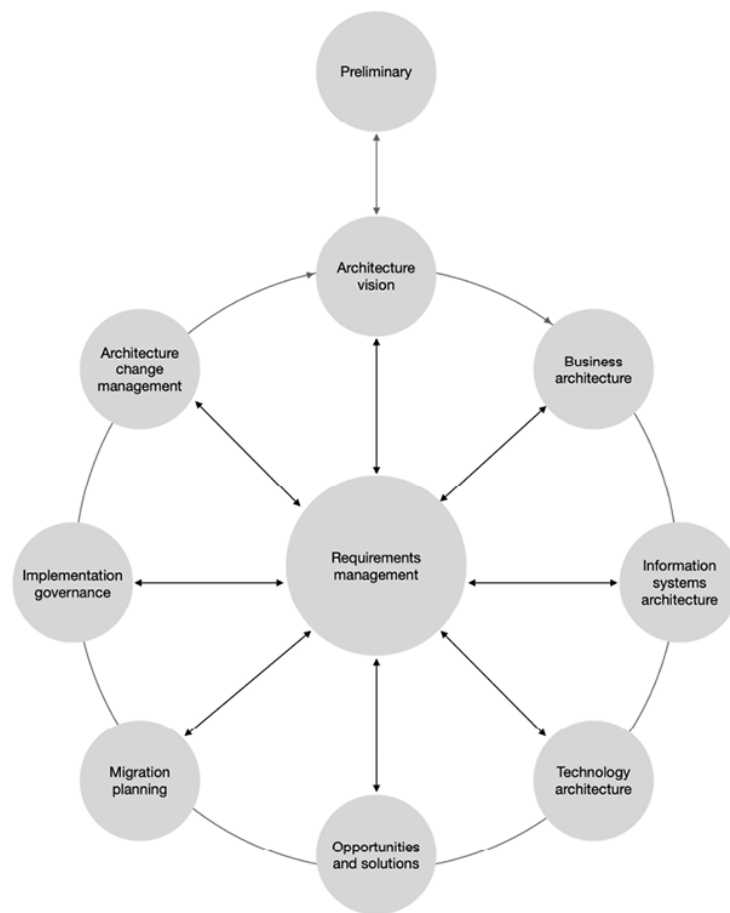 Preliminary
Architecture
vision
Architecture
change
management
Business
architecture
Requirements
management
Implementation
governance
Information
systems
architecture
Migration
planning
Technology
architecture
Opportunities
and solutions